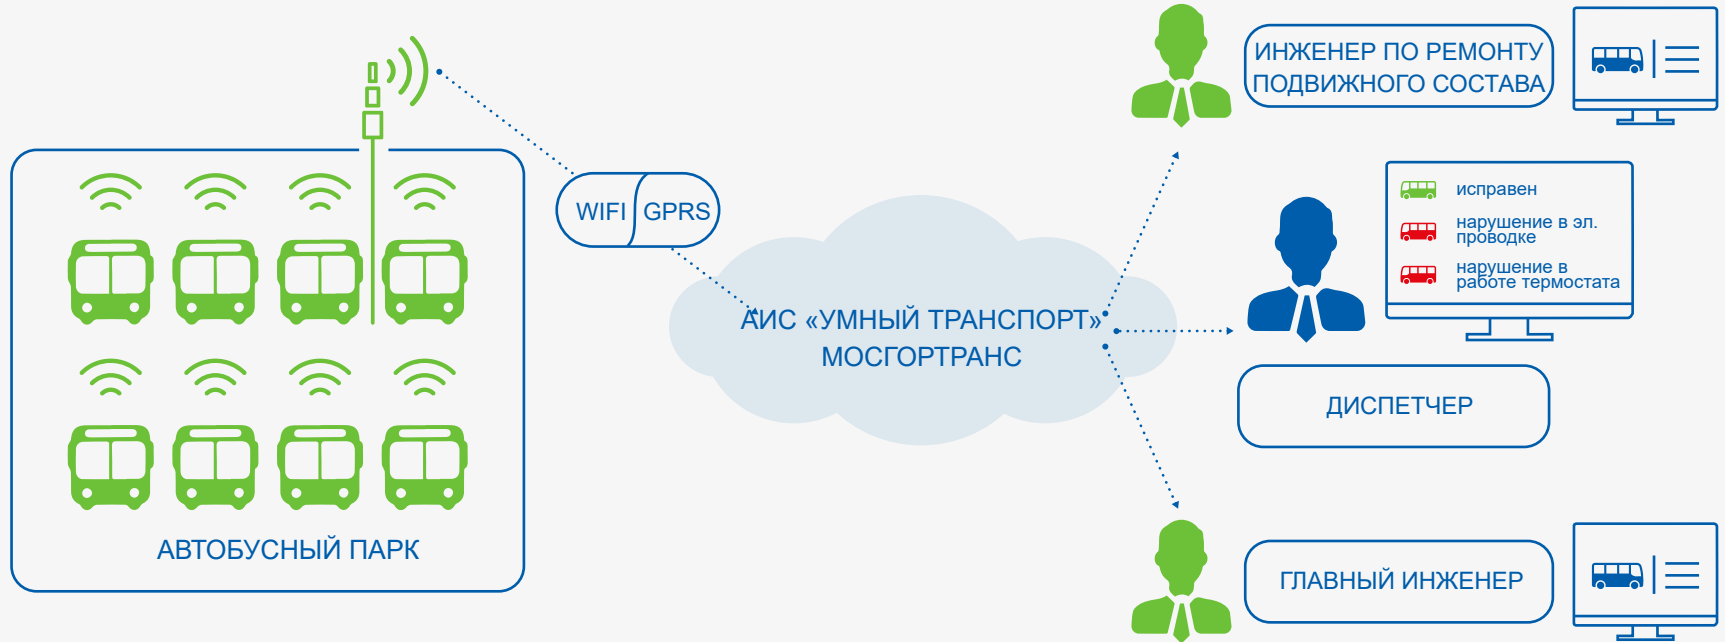 ИНЖЕНЕР ПО РЕМОНТУ
ПОДВИЖНОГО СОСТАВА
WIFI GPRS
исправен
нарушение в эл.
проводке
нарушение в
работе термостата
АИС «УМНЫЙ ТРАНСПОРТ»
МОСГОРТРАНС
ДИСПЕТЧЕР
АВТОБУСНЫЙ ПАРК
ГЛАВНЫЙ ИНЖЕНЕР